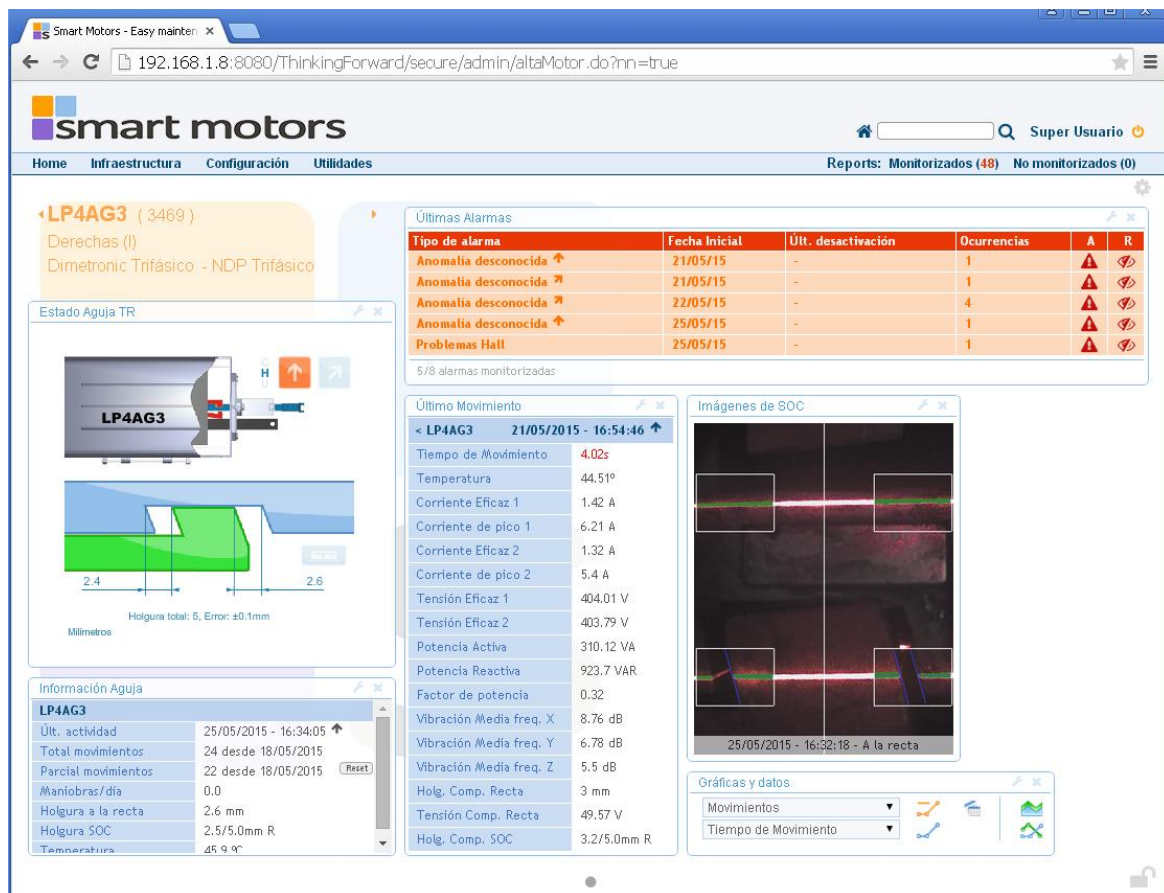 Smart Motors - Easy mainten
192.168.1.8:8080/ThinkingForward/secure/admin/altaMotor.do?nn=true
smart motors
Super Usuario
Home Infraestructura Configuración Utilidades
Reports: Monitorizados (48) No monitorizados (0)
LP4AG3 ( 3469 )
Derechas (I)
Dimetronic Trifásico - NDP Trifásico
Estado Aguja TR
H
LP4AG3
2.4
2.6
Holgura total: 5, Error: ±0.1mm
Milímetros
Información Aguja
LP4AG3
Últ. actividad 25/05/2015 - 16:34:05
Total movimientos 24 desde 18/05/2015
Parcial movimientos 22 desde 18/05/2015 Reset
Maniobras/día 0.0
Holgura a la recta 2.6 mm
Holgura SOC 2.5/5.0mm R
Temperatura 45.9 ºC
Últimas Alarmas
Tipo de alarma Fecha Inicial Últ. desactivación Ocurrencias A R
Anomalia desconocida 21/05/15 - 1
Anomalia desconocida 21/05/15 - 1
Anomalia desconocida 22/05/15 - 4
Anomalia desconocida 25/05/15 - 1
Problemas Hall 25/05/15 - 1
5/8 alarmas monitorizadas
Último Movimiento
< LP4AG3 21/05/2015 - 16:54:46
Tiempo de Movimiento 4.02s
Temperatura 44.51º
Corriente Eficaz 1 1.42 A
Corriente de pico 1 6.21 A
Corriente Eficaz 2 1.32 A
Corriente de pico 2 5.4 A
Tensión Eficaz 1 404.01 V
Tensión Eficaz 2 403.79 V
Potencia Activa 310.12 VA
Potencia Reactiva 923.7 VAR
Factor de potencia 0.32
Vibración Media freq. X 8.76 dB
Vibración Media freq. Y 6.78 dB
Vibración Media freq. Z 5.5 dB
Holg. Comp. Recta 3 mm
Tensión Comp. Recta 49.57 V
Holg. Comp. SOC 3.2/5.0mm R
Imágenes de SOC
25/05/2015 - 16:32:18 - A la recta
Gráficas y datos
Movimientos
Tiempo de Movimiento